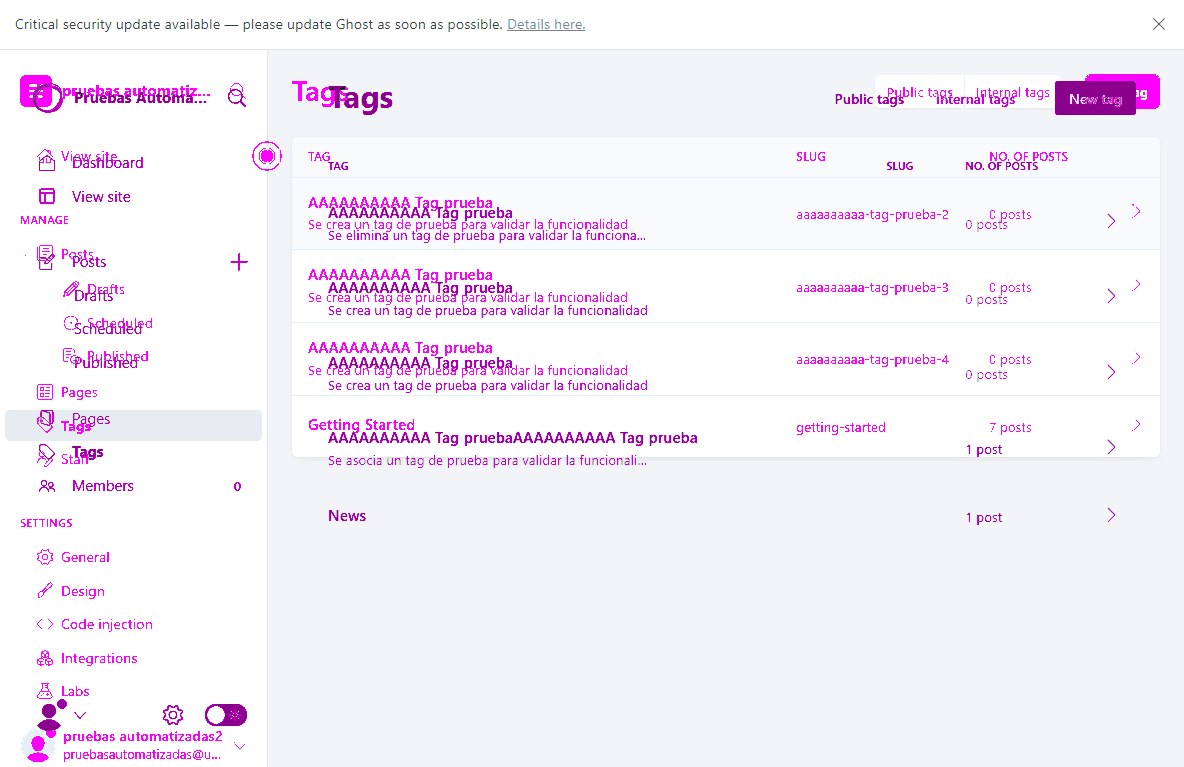 Critical security update available — please update Ghost as soon as possible. Details here.
pruebas automatiz...
Pruebas Automa...
View site
Dashboard
View site
MANAGE
Posts
Posts
Drafts
Drafts
Scheduled
Scheduled
Published
Published
Pages
Pages
Tags
Tags
Staff
Members 0
SETTINGS
General
Design
Code injection
Integrations
Labs
pruebas automatizadas2
pruebasautomatizadas@u...
Tags
Tags
Public tags Internal tags
Public tags Internal tags New tag
TAG SLUG NO. OF POSTS
TAG SLUG NO. OF POSTS
AAAAAAAAAA Tag prueba
AAAAAAAAAA Tag prueba
aaaaaaaaaa-tag-prueba-2 0 posts
Se crea un tag de prueba para validar la funcionalidad
0 posts
Se elimina un tag de prueba para validar la funciona...
AAAAAAAAAA Tag prueba
AAAAAAAAAA Tag prueba
aaaaaaaaaa-tag-prueba-3 0 posts
Se crea un tag de prueba para validar la funcionalidad
0 posts
Se crea un tag de prueba para validar la funcionalidad
AAAAAAAAAA Tag prueba
AAAAAAAAAA Tag prueba
aaaaaaaaaa-tag-prueba-4 0 posts
Se crea un tag de prueba para validar la funcionalidad
0 posts
Se crea un tag de prueba para validar la funcionalidad
Getting Started
getting-started 7 posts
AAAAAAAAAA Tag pruebaAAAAAAAAAA Tag prueba
1 post
Se asocia un tag de prueba para validar la funcionali...
News
1 post